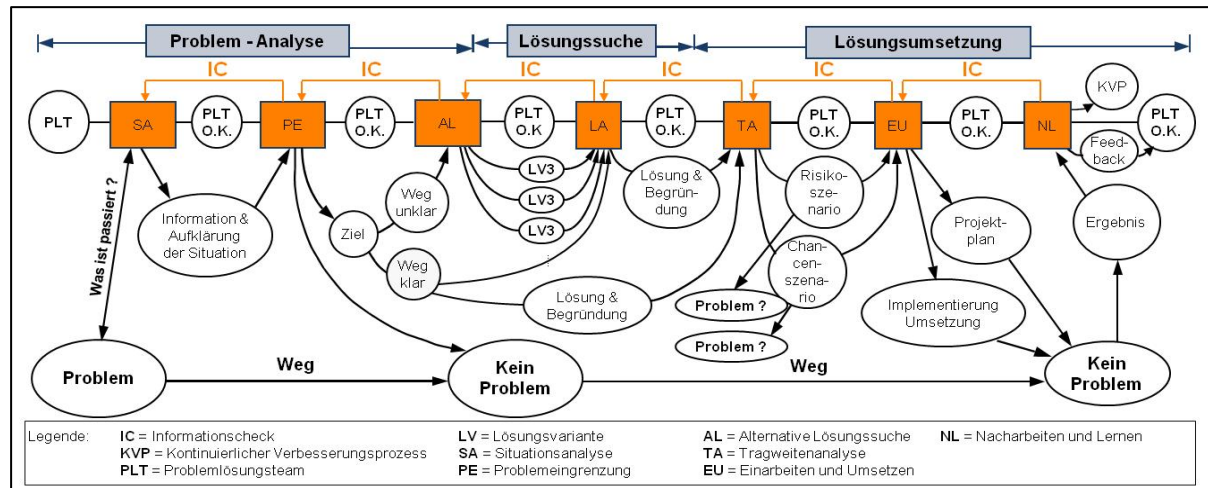 Problem - Analyse
Lösungssuche
Lösungsumsetzung
IC
IC
IC
IC
IC
IC
PLT
SA
PLT
O.K.
PE
PLT
O.K.
AL
PLT
O.K
LA
PLT
O.K.
TA
PLT
O.K.
EU
PLT
O.K.
NL
KVP
PLT
O.K.
Feed-
back
Was ist passiert ?
Information &
Aufklärung
der Situation
Ziel
Weg
unklar
Weg
klar
LV3
LV3
LV3
Lösung &
Begrün-
dung
Lösung &
Begründung
Risiko-
szenario
Chan-
cen-
szena-
rio
Problem ?
Problem ?
Projekt-
plan
Implementierung
Umsetzung
Ergebnis
Problem
Weg
Kein
Problem
Weg
Kein
Problem
Legende:
IC = Informationscheck
KVP = Kontinuierlicher Verbesserungsprozess
PLT = Problemlösungsteam
LV = Lösungsvariante
SA = Situationsanalyse
PE = Problemeingrenzung
AL = Alternative Lösungssuche
TA = Tragweitenanalyse
EU = Einarbeiten und Umsetzen
NL = Nacharbeiten und Lernen